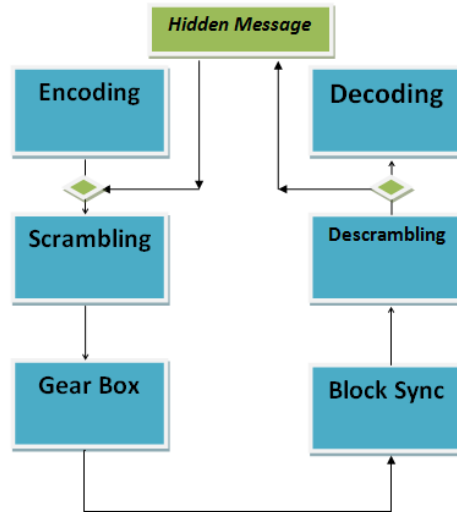 Hidden Message
Encoding
Decoding
Scrambling
Descrambling
Gear Box
Block Sync